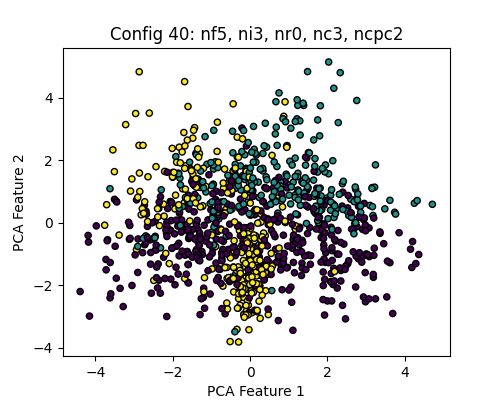 Config 40: nf5, ni3, nr0, nc3, ncpc2
4
2
0
−2
−4
PCA Feature 2
−4 −2 0 2 4
PCA Feature 1